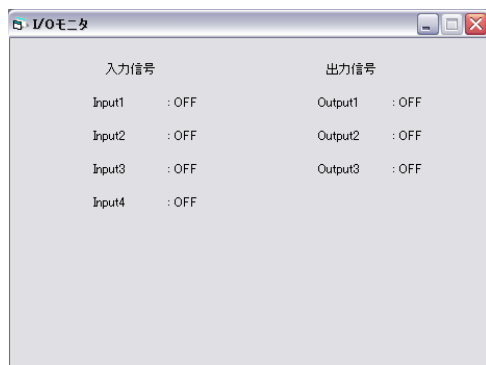 I/Oモニタ
入力信号 出力信号
Input1 : OFF Output1 : OFF
Input2 : OFF Output2 : OFF
Input3 : OFF Output3 : OFF
Input4 : OFF